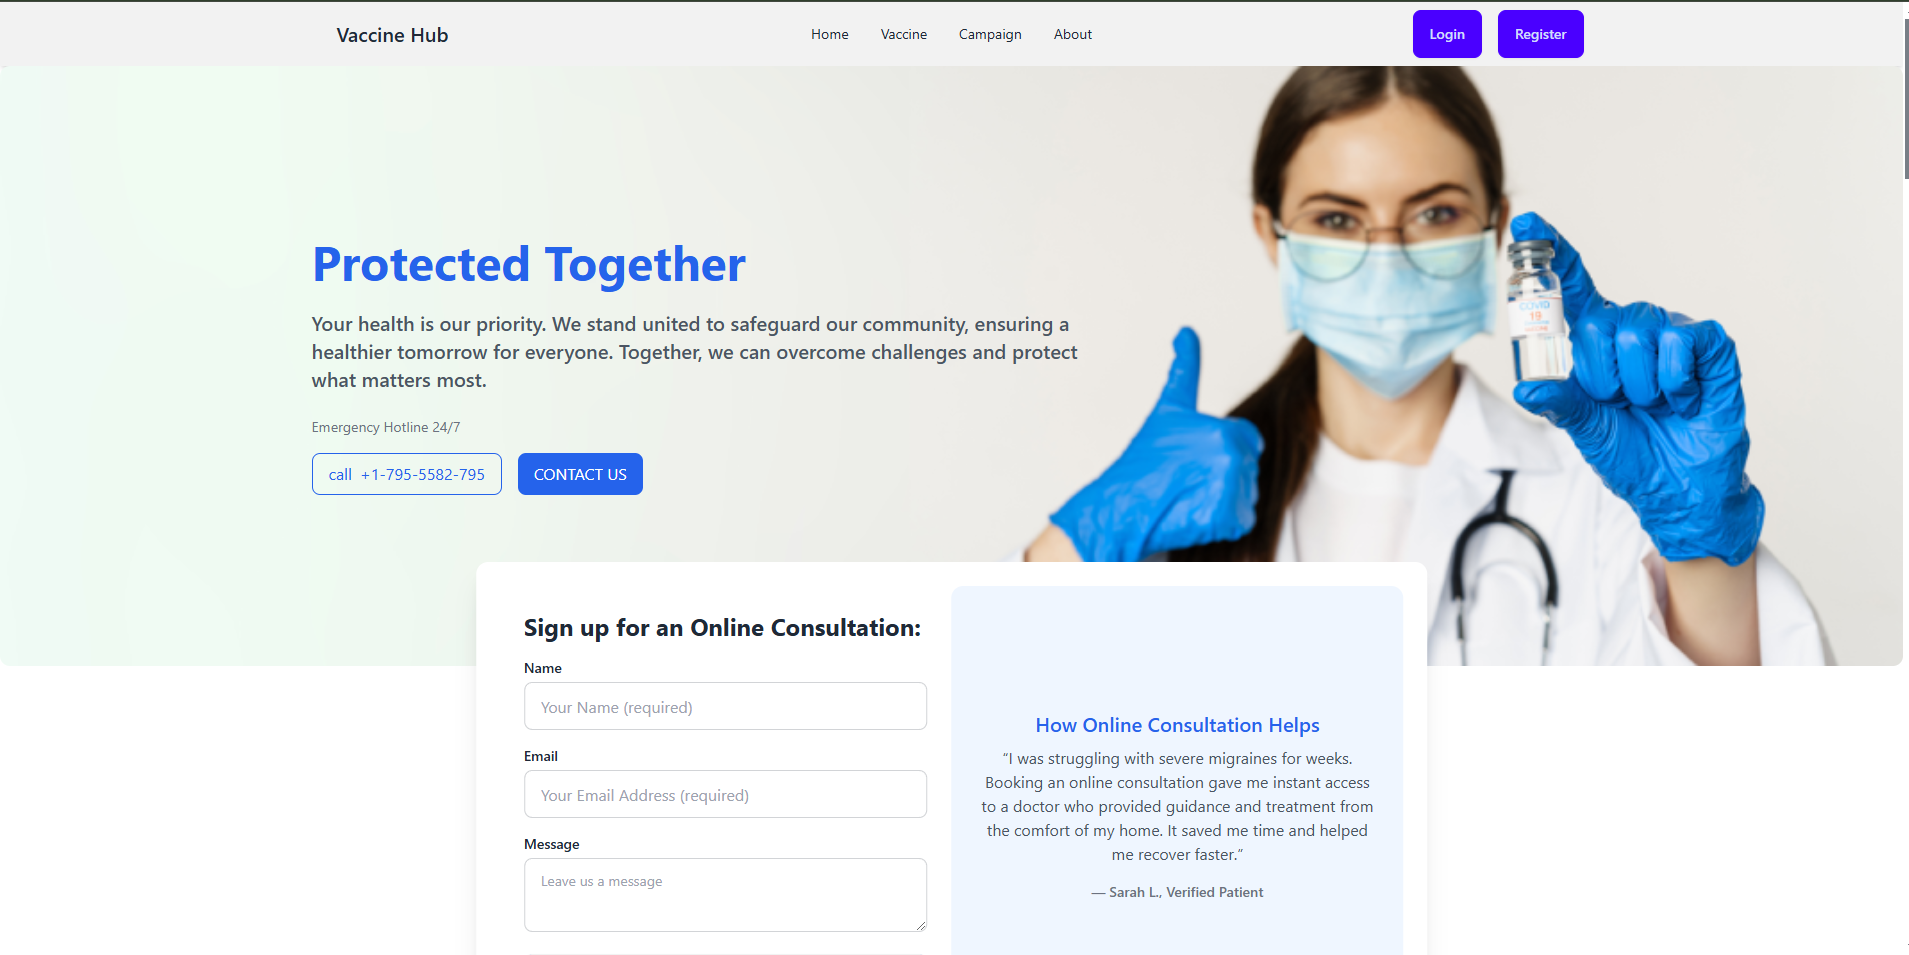 Vaccine Hub
Home
Vaccine
Campaign
About
Login
Register
Protected Together
Your health is our priority. We stand united to safeguard our community, ensuring a
healthier tomorrow for everyone. Together, we can overcome challenges and protect
what matters most.
Emergency Hotline 24/7
call +1-795-5582-795
CONTACT US
COVID
19
Sign up for an Online Consultation:
Name
Your Name (required)
Email
Your Email Address (required)
Message
Leave us a message
How Online Consultation Helps
“I was struggling with severe migraines for weeks.
Booking an online consultation gave me instant access
to a doctor who provided guidance and treatment from
the comfort of my home. It saved me time and helped
me recover faster.”
— Sarah L., Verified Patient